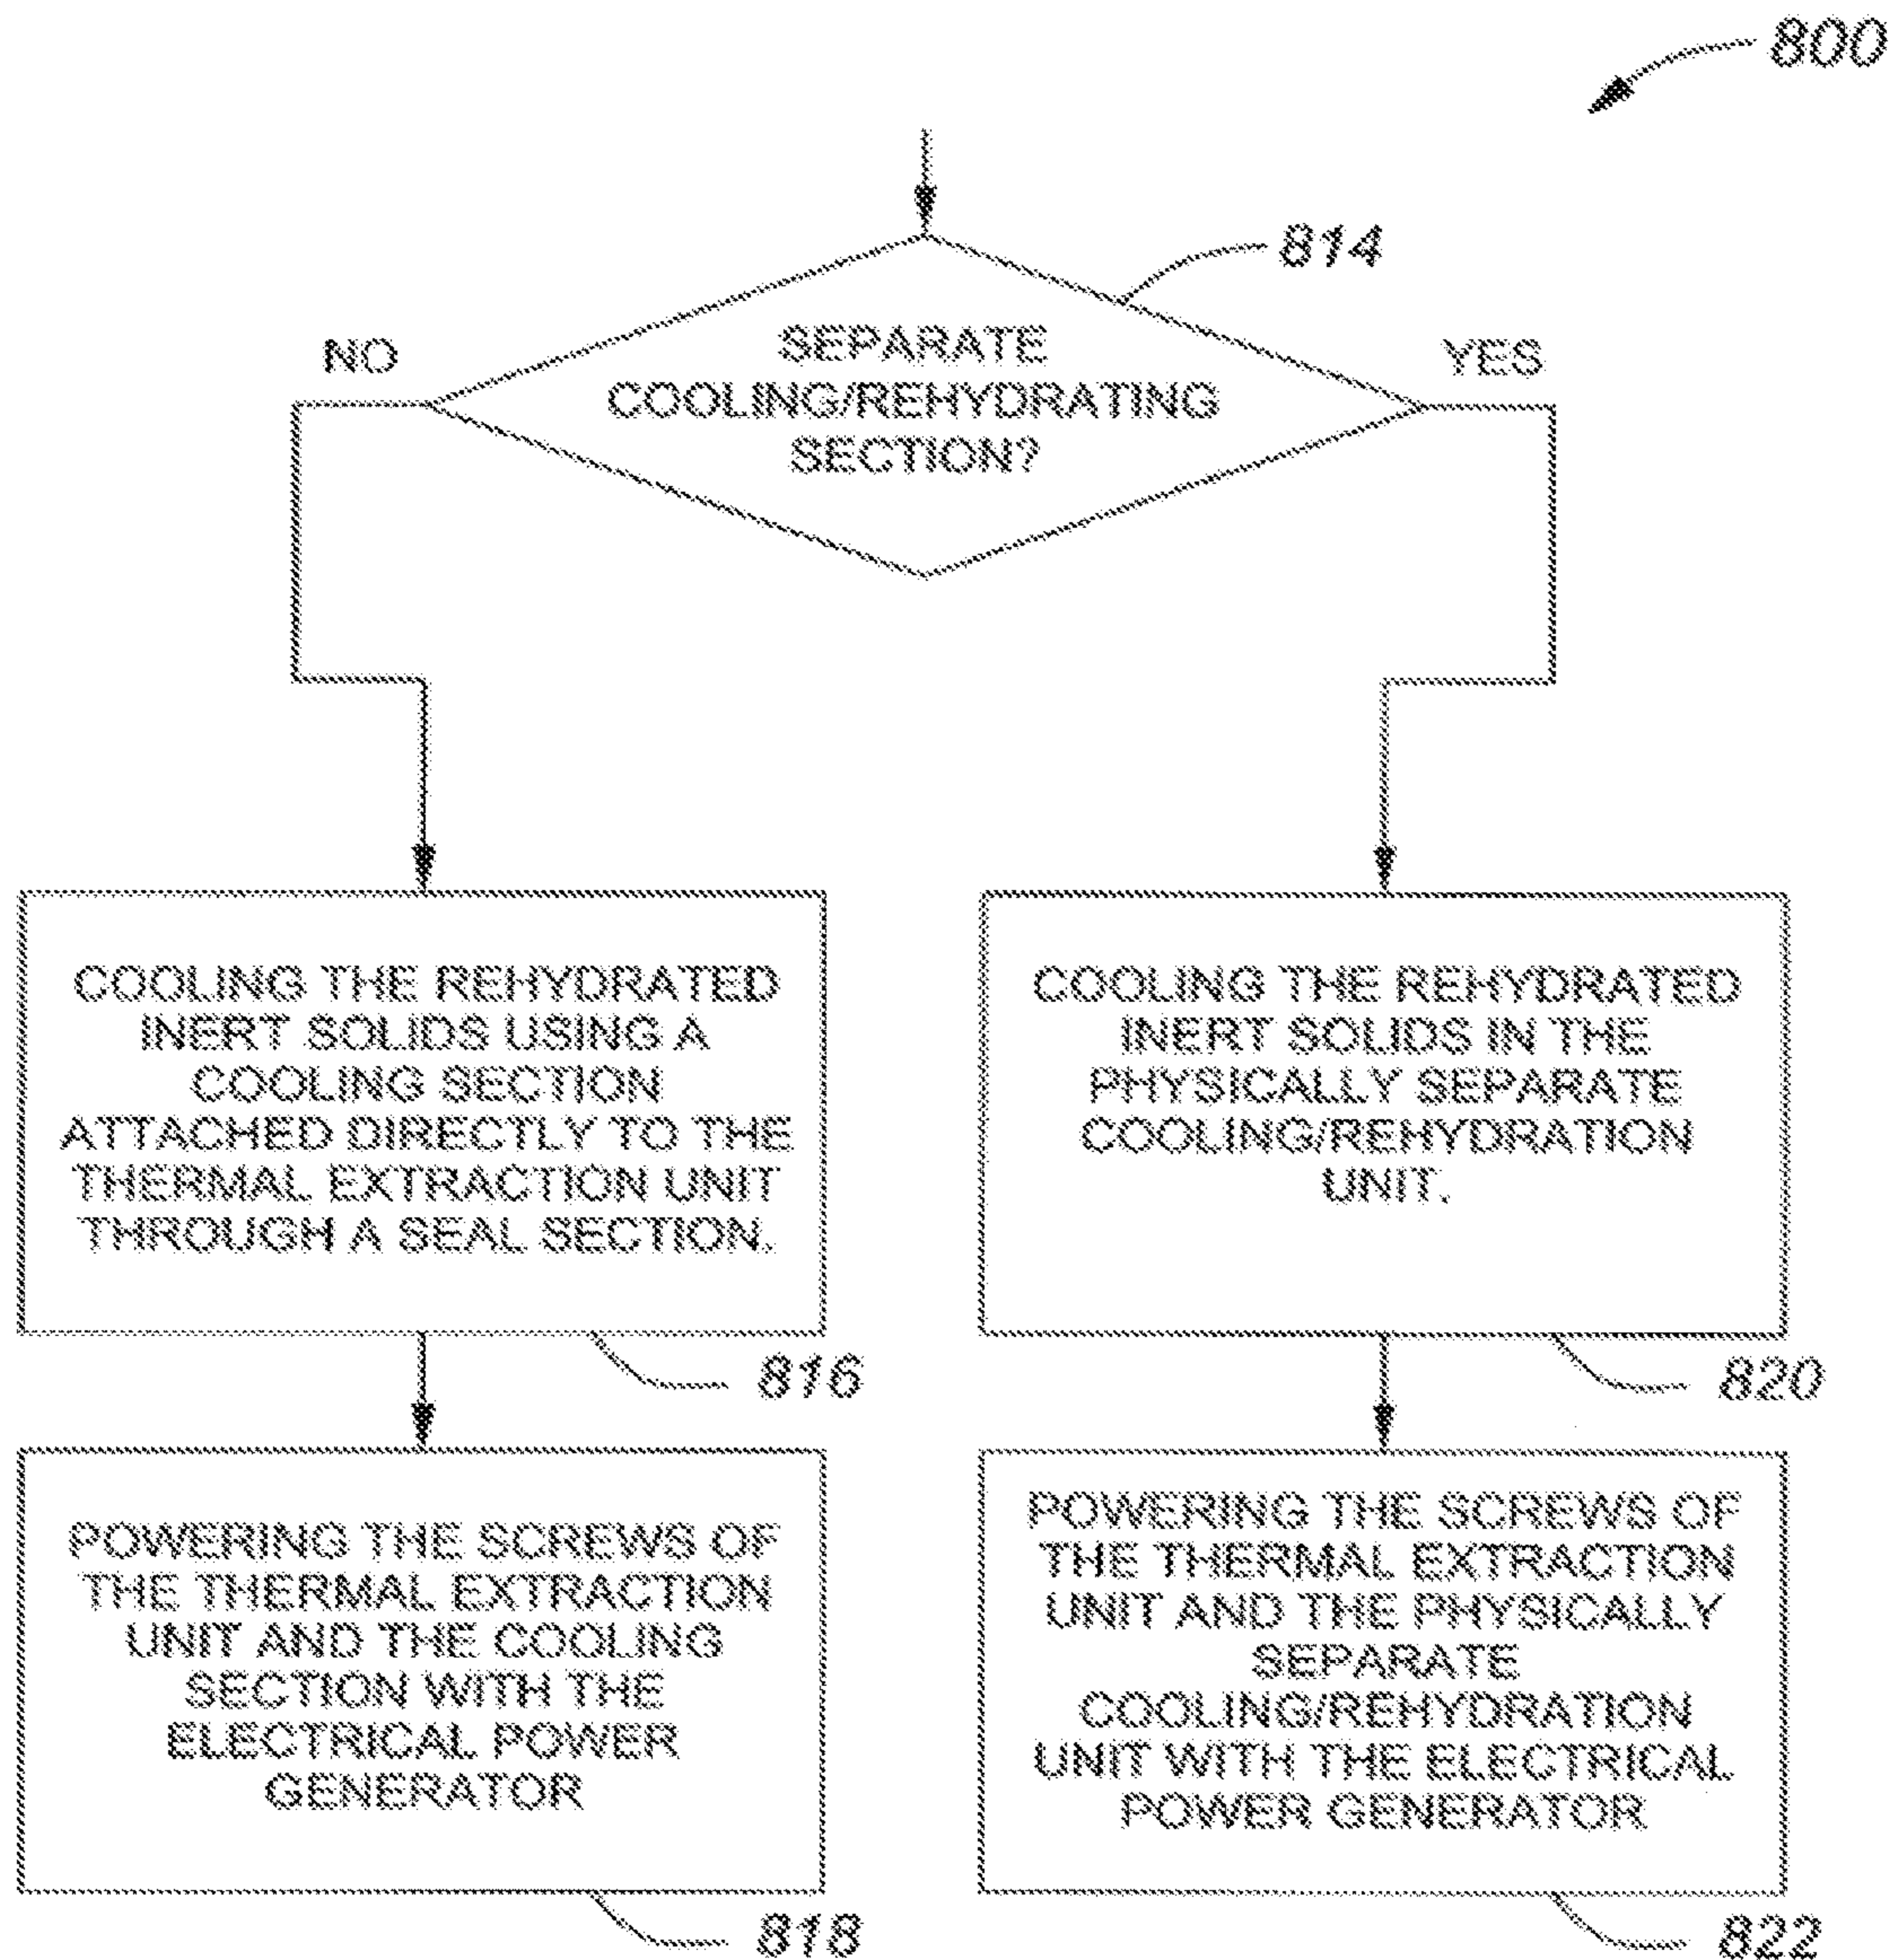 800
814
SEPARATE
COOLING/REHYDRATING
SECTION?
NO
YES
COOLING THE REHYDRATED
INERT SOLIDS USING A
COOLING SECTION
ATTACHED DIRECTLY TO THE
THERMAL EXTRACTION UNIT
THROUGH A SEAL SECTION.
816
COOLING THE REHYDRATED
INERT SOLIDS IN THE
PHYSICALLY SEPARATE
COOLING/REHYDRATION
UNIT.
820
POWERING THE SCREWS OF
THE THERMAL EXTRACTION
UNIT AND THE COOLING
SECTION WITH THE
ELECTRICAL POWER
GENERATOR
818
POWERING THE SCREWS OF
THE THERMAL EXTRACTION
UNIT AND THE PHYSICALLY
SEPARATE
COOLING/REHYDRATION
UNIT WITH THE ELECTRICAL
POWER GENERATOR
822